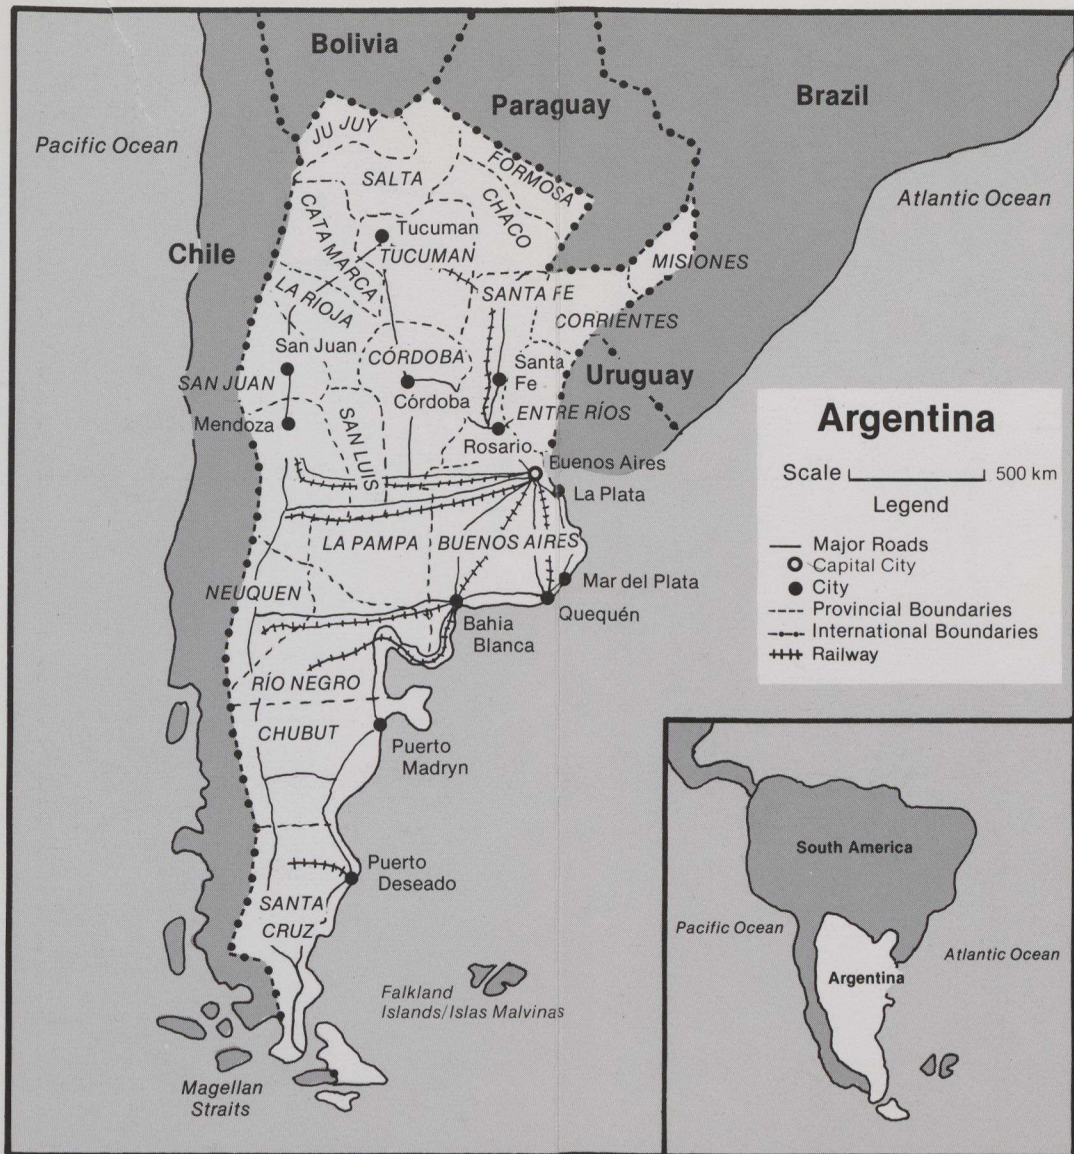 Bolivia
Paraguay
Brazil
Pacific Ocean
Atlantic Ocean
Chile
JU JUY
SALTA
FORMOSA
CHACO
CATA MARCA
Tucuman
TUCUMAN
MISIONES
LA RIOJA
SANTA FE
CORRIENTES
San Juan
CÓRDOBA
Santa
Fe
Uruguay
SAN JUAN
Córdoba
ENTRE RÍOS
Mendoza
SAN LUIS
Rosario
Buenos Aires
La Plata
LA PAMPA
BUENOS AIRES
Mar del Plata
NEUQUEN
Quequén
Bahia
Blanca
RÍO NEGRO
CHUBUT
Puerto
Madryn
Puerto
Deseado
SANTA
CRUZ
Falkland
Islands/Islas Malvinas
Magellan
Straits
Argentina
Scale 500 km
Legend
Major Roads
Capital City
City
Provincial Boundaries
International Boundaries
Railway
South America
Pacific Ocean
Atlantic Ocean
Argentina